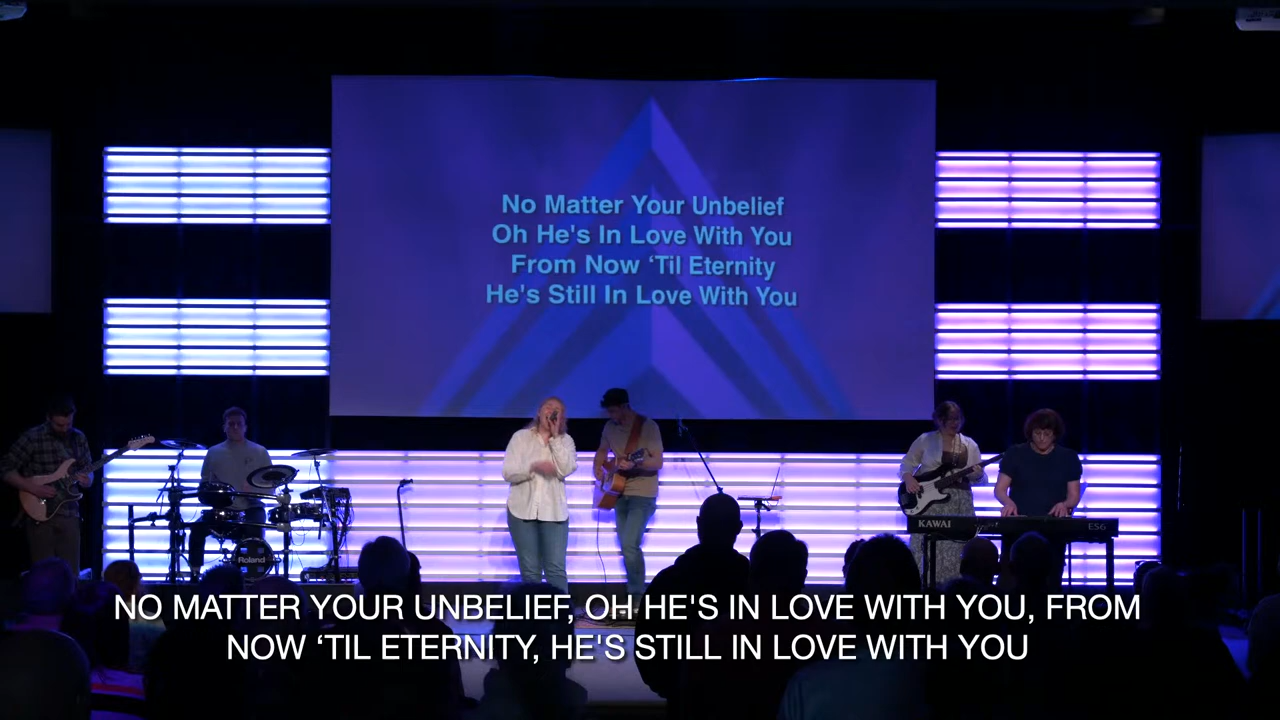 No Matter Your Unbelief
Oh He's In Love With You
From Now ‘Til Eternity
He's Still In Love With You
KAWAI
ES6
Roland
NO MATTER YOUR UNBELIEF, OH HE'S IN LOVE WITH YOU, FROM
NOW ‘TIL ETERNITY, HE'S STILL IN LOVE WITH YOU